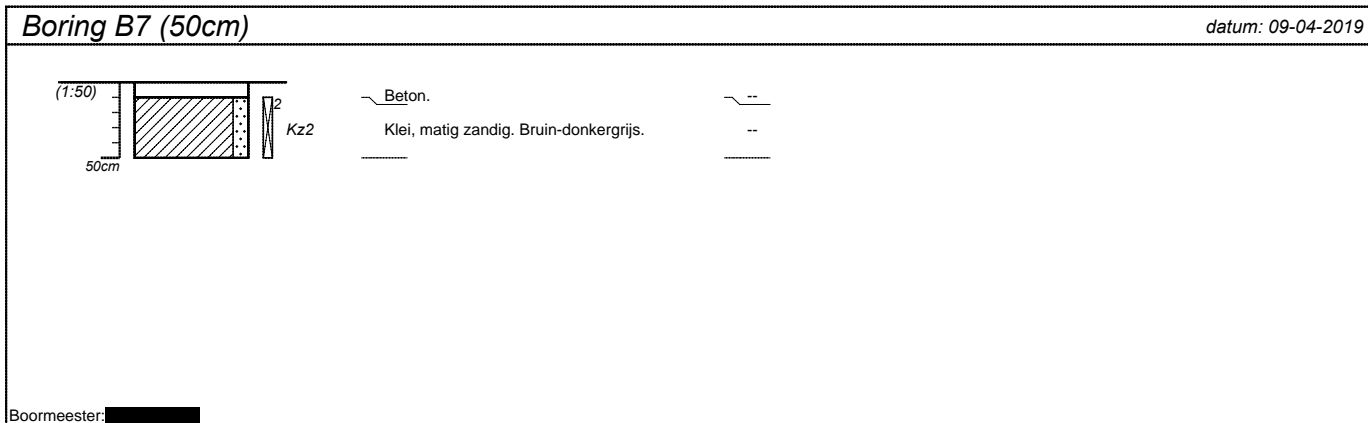 Boring B7 (50cm)
datum: 09-04-2019
(1:50)
2
Beton.
--
Kz2
Klei, matig zandig. Bruin-donkergrijs.
--
50cm
Boormeester: